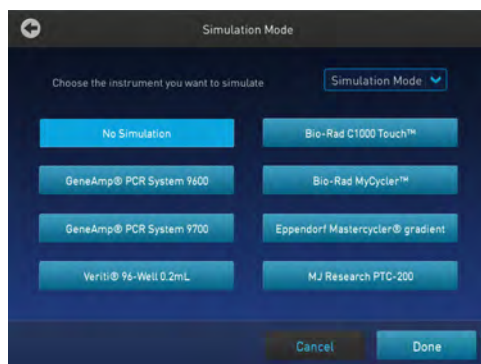 Simulation Mode
Choose the instrument you want to simulate
Simulation Mode
No Simulation
Bio-Rad C1000 Touch™
GeneAmp® PCR System 9600
Bio-Rad MyCycler™
GeneAmp® PCR System 9700
Eppendorf Mastercycler® gradient
Veriti® 96-Well 0.2mL
MJ Research PTC-200
Cancel
Done